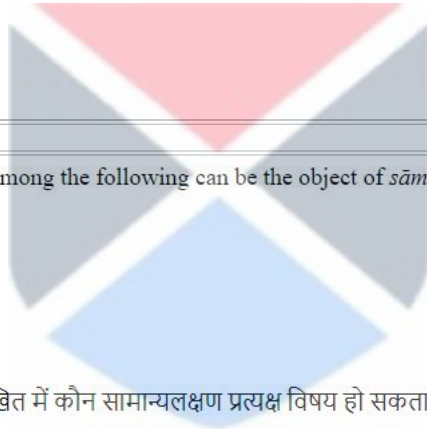 mong the following can be the object of sām
खित में कौन सामान्यलक्षण प्रत्यक्ष विषय हो सकता